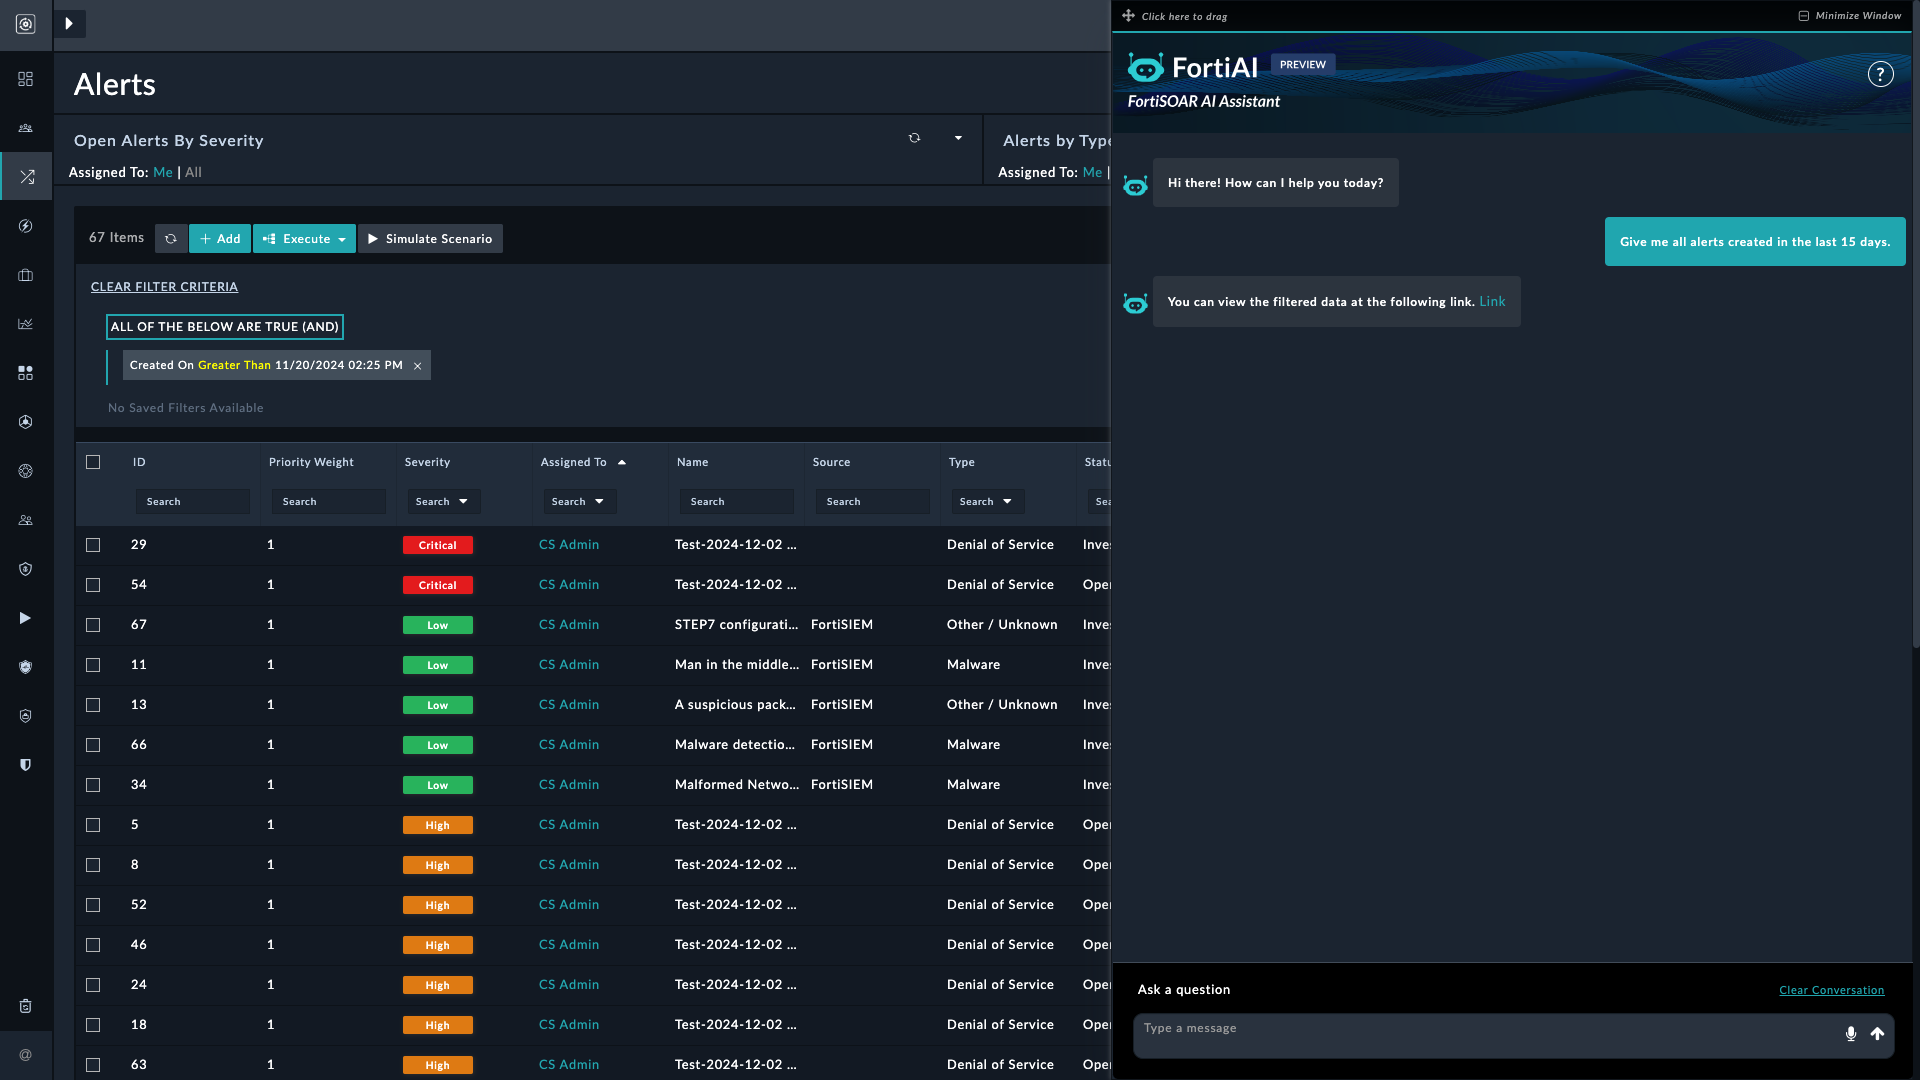 Alerts
Open Alerts By Severity
Assigned To: Me | All
Alerts by Type
Assigned To: Me |
67 Items
Add
Execute
Simulate Scenario
CLEAR FILTER CRITERIA
ALL OF THE BELOW ARE TRUE (AND)
Created On Greater Than 11/20/2024 02:25 PM ×
No Saved Filters Available
ID Priority Weight Severity Assigned To Name Source Type Statu
Search Search Search Search Search Search Search Sea
29 1 Critical CS Admin Test-2024-12-02 ... Denial of Service Inve
54 1 Critical CS Admin Test-2024-12-02 ... Denial of Service Ope
67 1 Low CS Admin STEP7 configurati... FortiSIEM Other / Unknown Inve
11 1 Low CS Admin Man in the middle... FortiSIEM Malware Inve
13 1 Low CS Admin A suspicious pack... FortiSIEM Other / Unknown Inve
66 1 Low CS Admin Malware detectio... FortiSIEM Malware Inve
34 1 Low CS Admin Malformed Netwo... FortiSIEM Malware Inve
5 1 High CS Admin Test-2024-12-02 ... Denial of Service Ope
8 1 High CS Admin Test-2024-12-02 ... Denial of Service Ope
52 1 High CS Admin Test-2024-12-02 ... Denial of Service Ope
46 1 High CS Admin Test-2024-12-02 ... Denial of Service Ope
24 1 High CS Admin Test-2024-12-02 ... Denial of Service Ope
18 1 High CS Admin Test-2024-12-02 ... Denial of Service Ope
63 1 High CS Admin Test-2024-12-02 ... Denial of Service Ope
Click here to drag
Minimize Window
FortiAI PREVIEW
FortiSOAR AI Assistant
?
Hi there! How can I help you today?
Give me all alerts created in the last 15 days.
You can view the filtered data at the following link. Link
Ask a question
Clear Conversation
Type a message